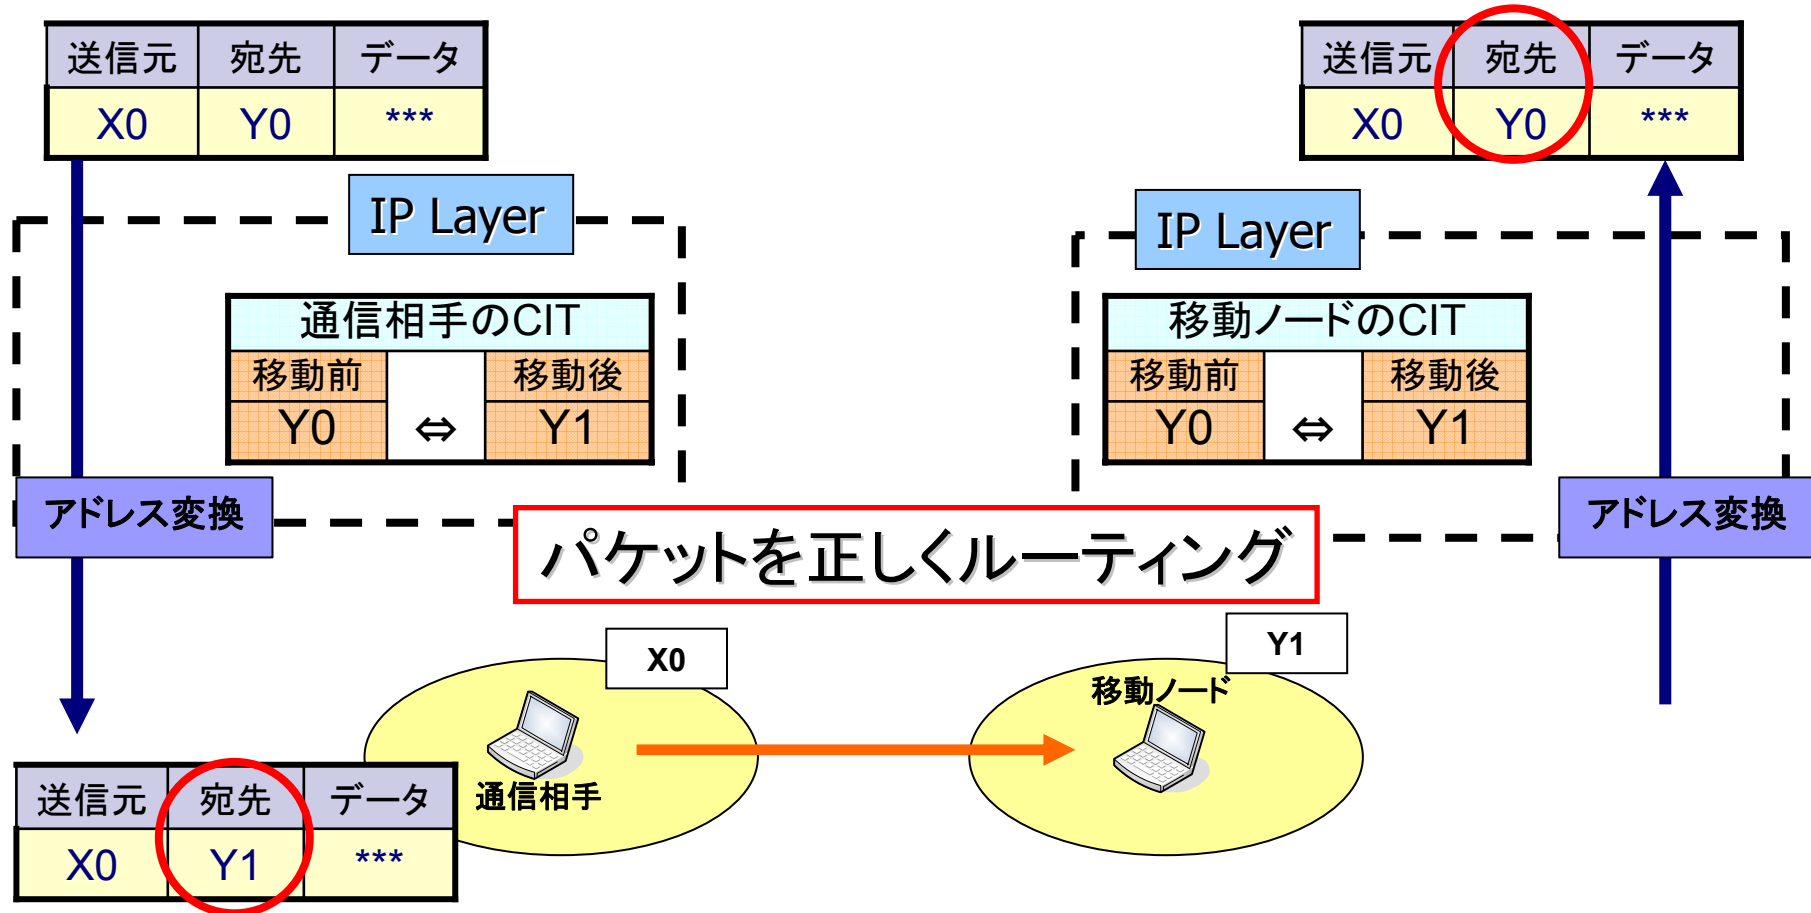 送信元 宛先 データ
X0 Y0 ***
送信元 宛先 データ
X0 Y0 ***
IP Layer
IP Layer
通信相手のCIT
移動前 移動後
Y0 ⇔ Y1
移動ノードのCIT
移動前 移動後
Y0 ⇔ Y1
アドレス変換
アドレス変換
パケットを正しくルーティング
X0
通信相手
Y1
移動ノード
送信元 宛先 データ
X0 Y1 ***